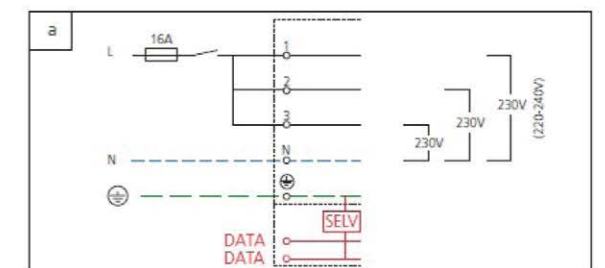 a
16A
L
1
2
3
N
N
230V
230V
230V
(220-240V)
SELV
DATA
DATA